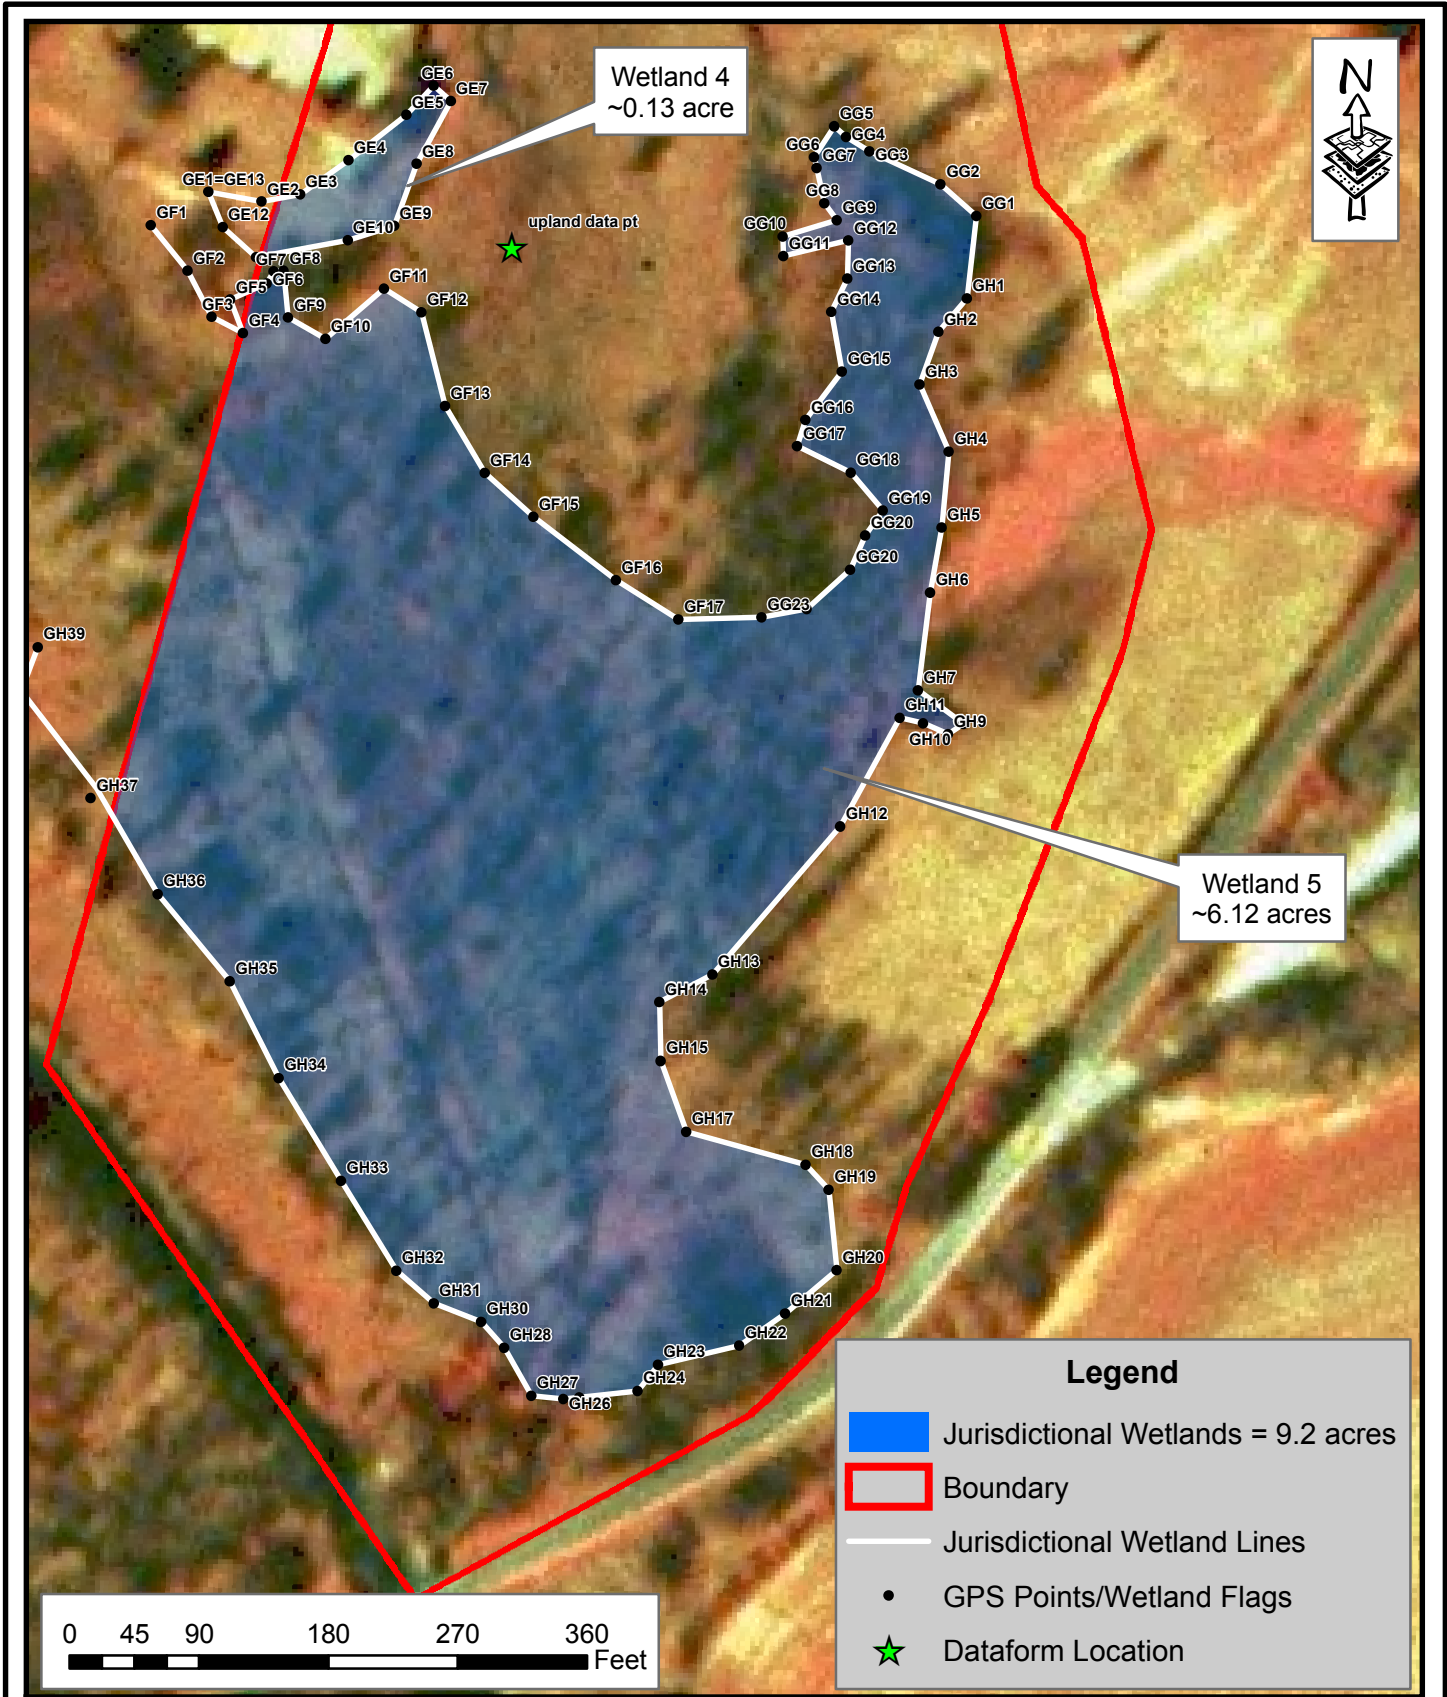 GE6
GE7
GE5
Wetland 4
~0.13 acre
N
GG5
GG4
GG6
GG7
GG3
GE8
GE4
GG2
GE1=GE13
GE2
GE3
GG8
GG1
GF1
GE12
GE10
GE9
upland data pt
GG9
GG10
GG12
GG11
GF2
GF7
GF8
GF6
GF5
GF11
GG13
GH1
GF3
GF4
GF9
GF10
GF12
GG14
GH2
GG15
GH3
GF13
GG16
GG17
GH4
GF14
GG18
GF15
GG19
GG20
GH5
GF16
GG20
GH6
GF17
GG23
GH39
GH7
GH11
GH9
GH10
GH37
GH12
Wetland 5
~6.12 acres
GH36
GH35
GH13
GH14
GH15
GH34
GH17
GH18
GH33
GH19
GH32
GH20
GH31
GH30
GH21
GH28
GH22
GH23
GH27
GH24
GH26
Legend
Jurisdictional Wetlands = 9.2 acres
Boundary
Jurisdictional Wetland Lines
GPS Points/Wetland Flags
Dataform Location
0 45 90 180 270 360
Feet